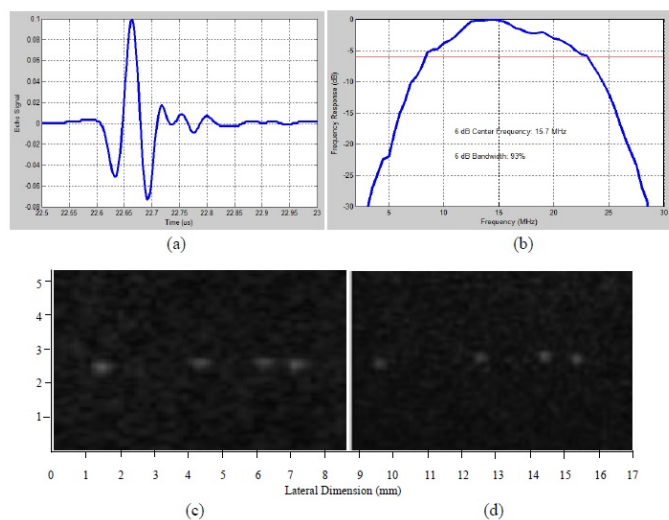 0.1
0.08
0.06
0.04
0.02
0
-0.02
-0.04
-0.06
-0.08
Echo Signal
22.5 22.55 22.6 22.65 22.7 22.75 22.8 22.85 22.9 22.95 23
Time (us)
(a)
0
-5
-10
-15
-20
-25
-30
Frequency Response (dB)
6 dB Center Frequency: 15.7 MHz
6 dB Bandwidth: 93%
5 10 15 20 25 30
Frequency (MHz)
(b)
5
4
3
2
1
0 1 2 3 4 5 6 7 8 9 10 11 12 13 14 15 16 17
Lateral Dimension (mm)
(c)
(d)